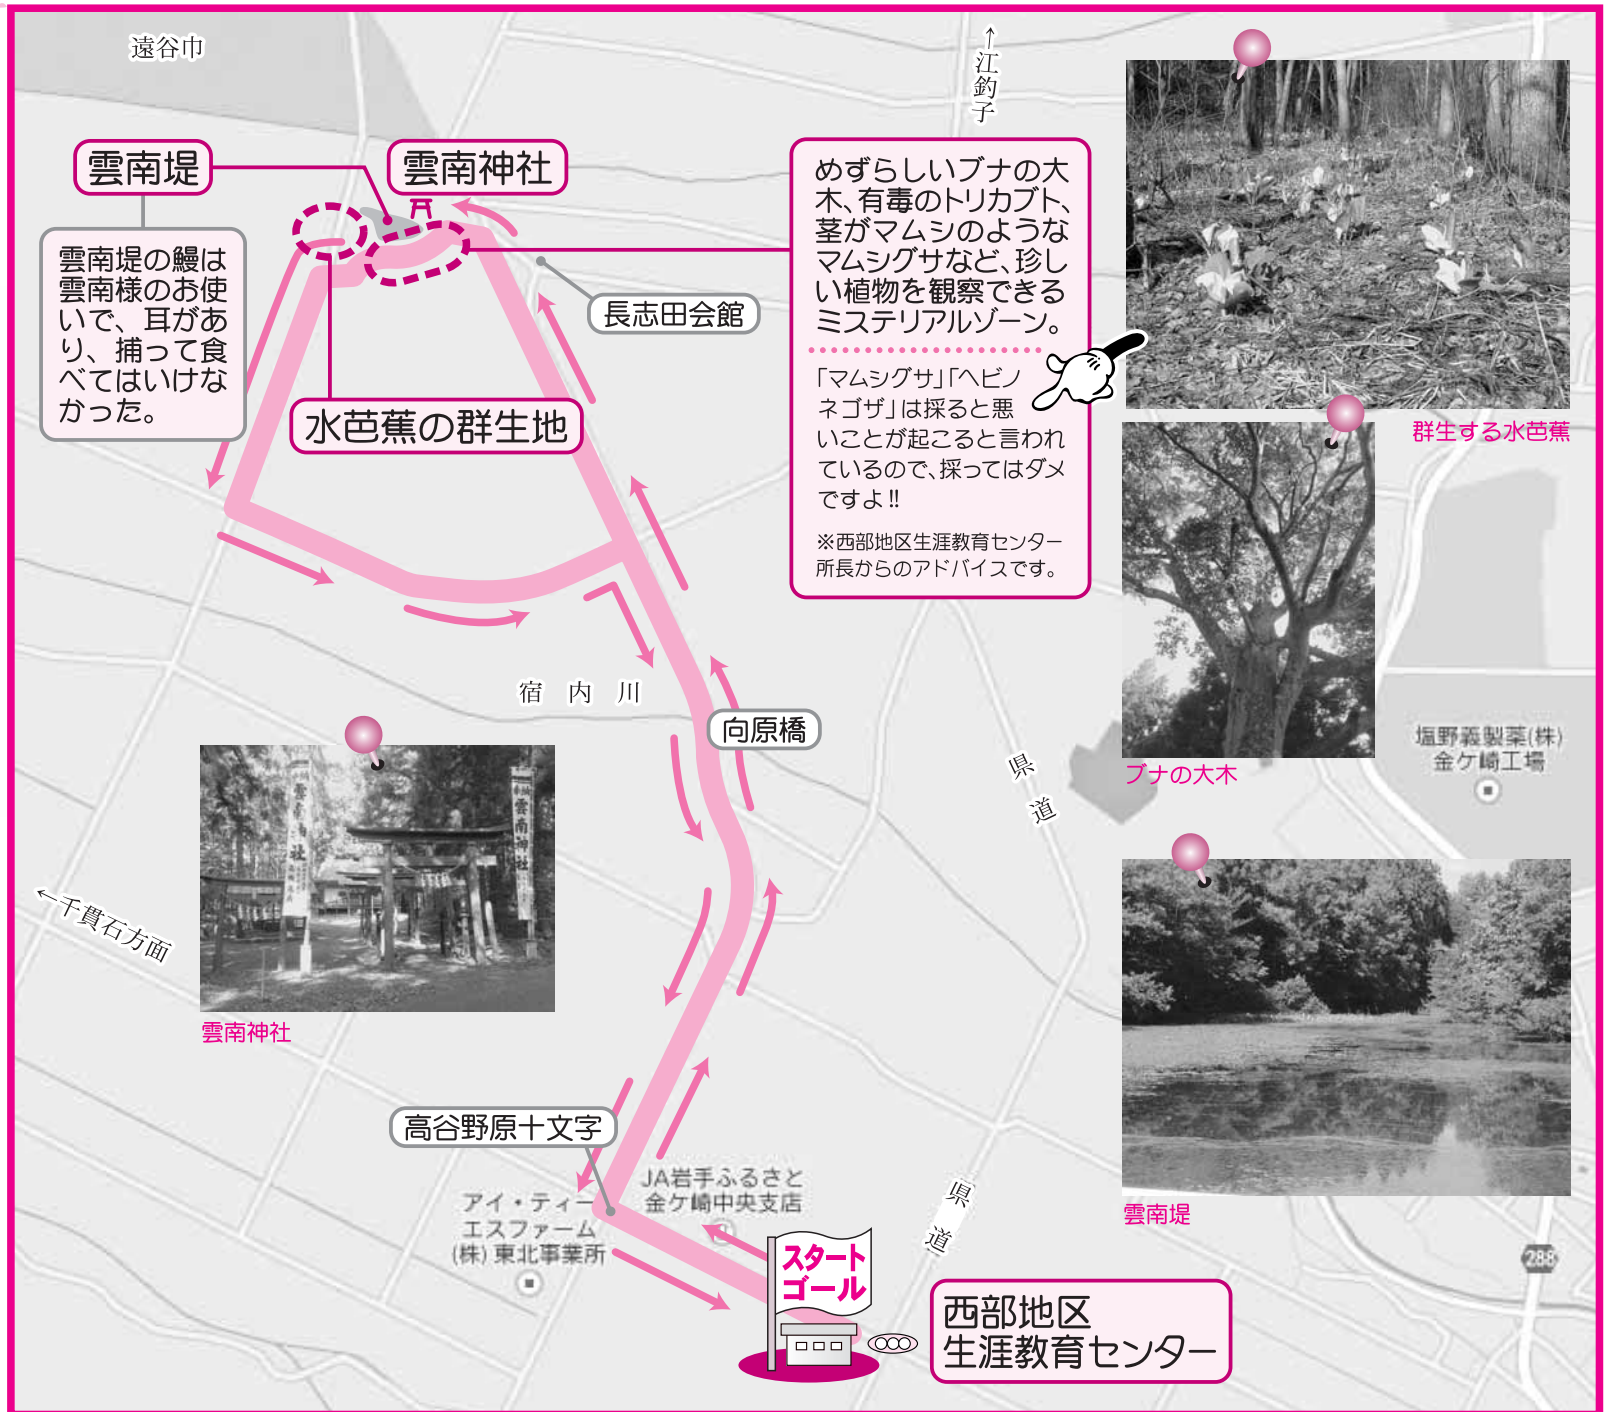 遠谷巾
↑江釣子
雲南堤
雲南神社
雲南堤の鰻は
雲南様のお使
いで、耳があ
り、捕って食
べてはいけな
かった。
長志田会館
水芭蕉の群生地
めずらしいブナの大
木、有毒のトリカブト、
茎がマムシのような
マムシグサなど、珍し
い植物を観察できる
ミステリアルゾーン。
「マムシグサ」「ヘビノ
ネゴザ」は採ると悪
いことが起こると言われ
ているので、採ってはダメ
ですよ!!
※西部地区生涯教育センター
所長からのアドバイスです。
群生する水芭蕉
宿内川
向原橋
県道
ブナの大木
塩野義製薬(株)
金ケ崎工場
←千貫石方面
雲南神社
雲南神社
高谷野原十文字
JA岩手ふるさと
金ケ崎中央支店
アイ・ティー
エスファーム
(株)東北事業所
県道
雲南堤
288
スタート
ゴール
西部地区
生涯教育センター